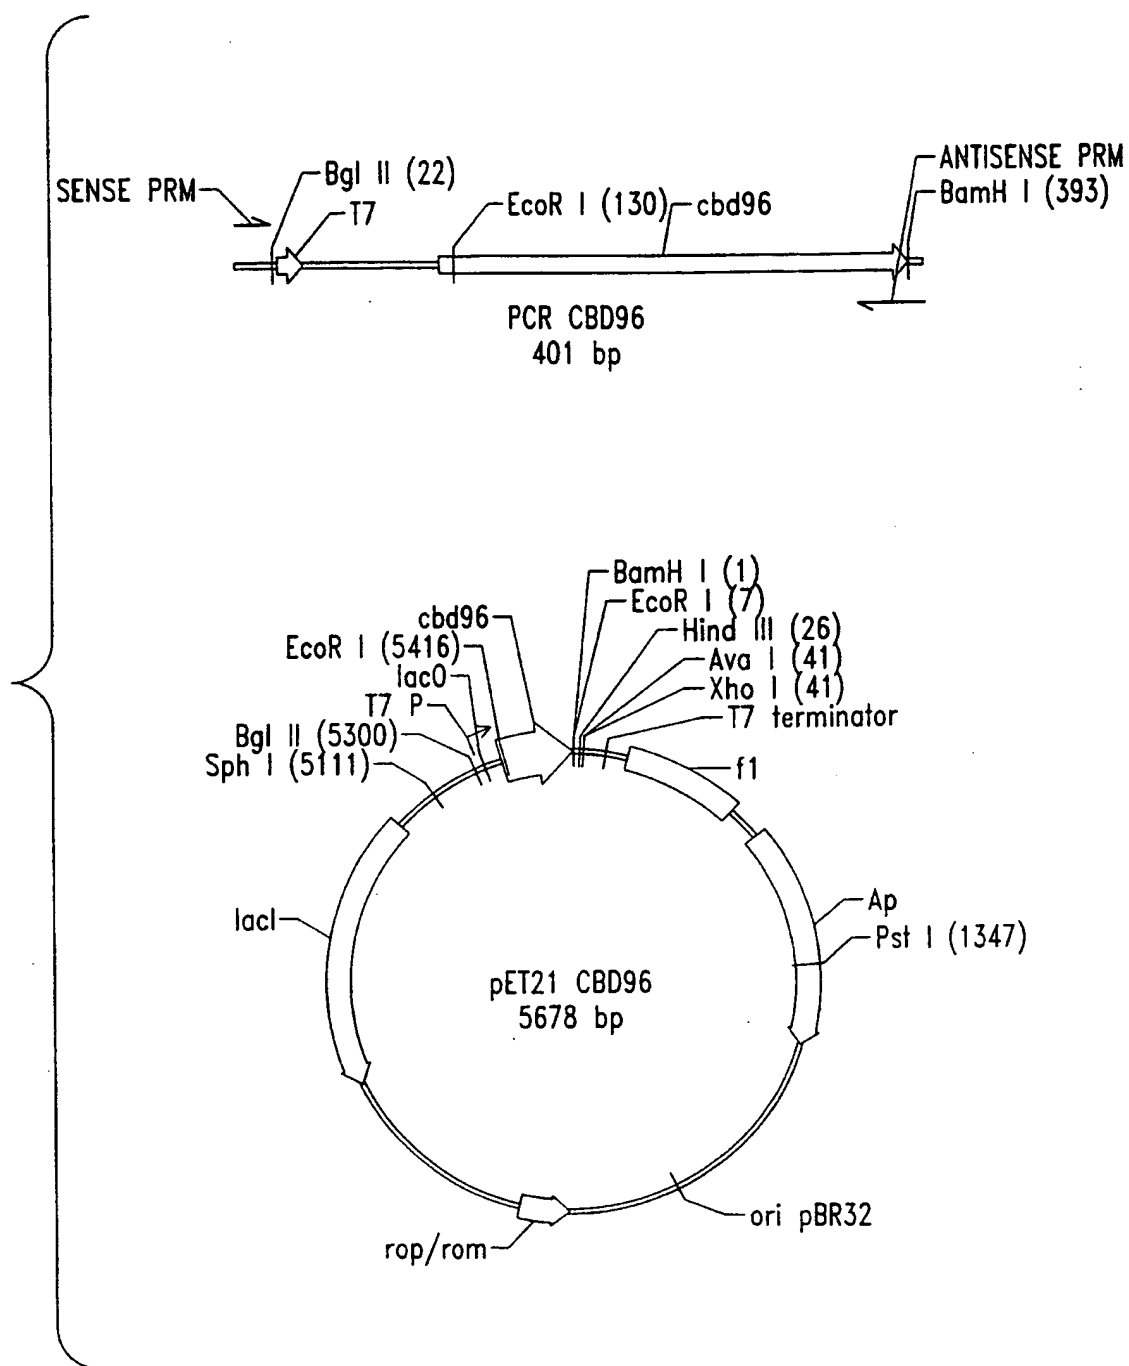 SENSE PRM
Bgl II (22)
T7
EcoR I (130)
cbd96
ANTISENSE PRM
BamH I (393)
PCR CBD96
401 bp
BamH I (1)
EcoR I (7)
cbd96
Hind III (26)
EcoR I (5416)
Ava I (41)
lacO
Xho I (41)
T7 P
T7 terminator
Bgl II (5300)
Sph I (5111)
f1
lacI
Ap
Pst I (1347)
pET21 CBD96
5678 bp
ori pBR32
rop/rom